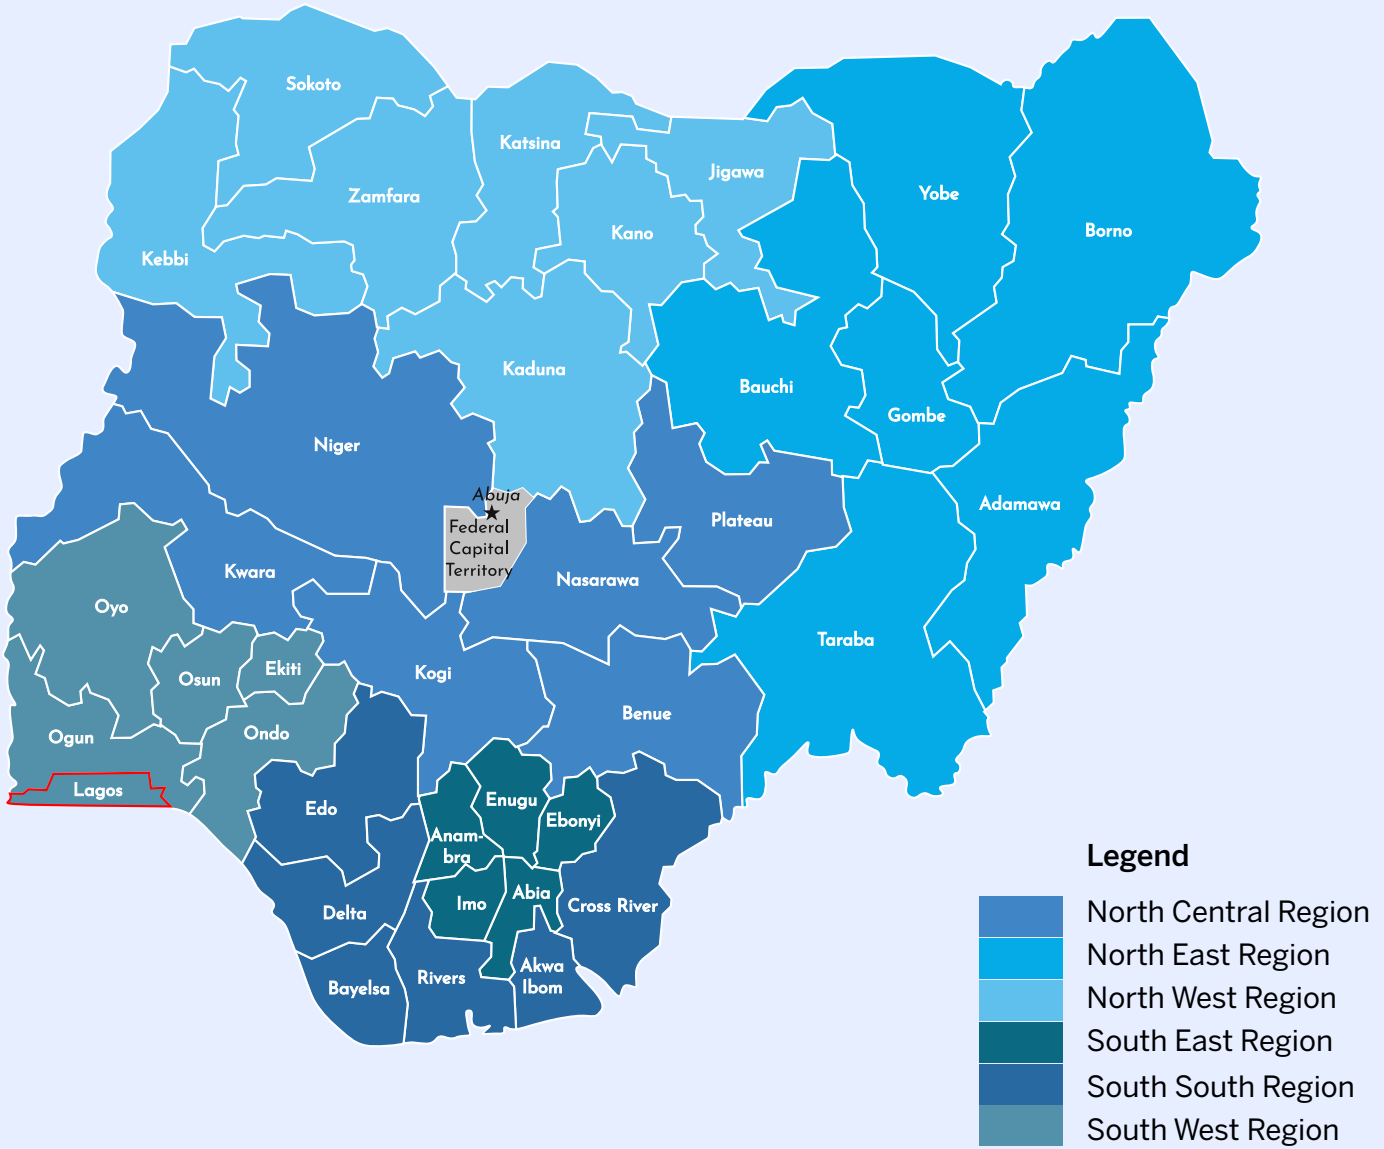 Sokoto
Katsina
Jigawa
Zamfara
Yobe
Kano
Borno
Kebbi
Kaduna
Bauchi
Gombe
Niger
Abuja
Federal
Capital
Territory
Adamawa
Plateau
Kwara
Nasarawa
Oyo
Taraba
Ekiti
Osun
Kogi
Benue
Ogun
Ondo
Lagos
Edo
Enugu
Ebonyi
Anam-
bra
Abia
Imo
Cross River
Delta
Akwa
Ibom
Rivers
Bayelsa
Legend
North Central Region
North East Region
North West Region
South East Region
South South Region
South West Region